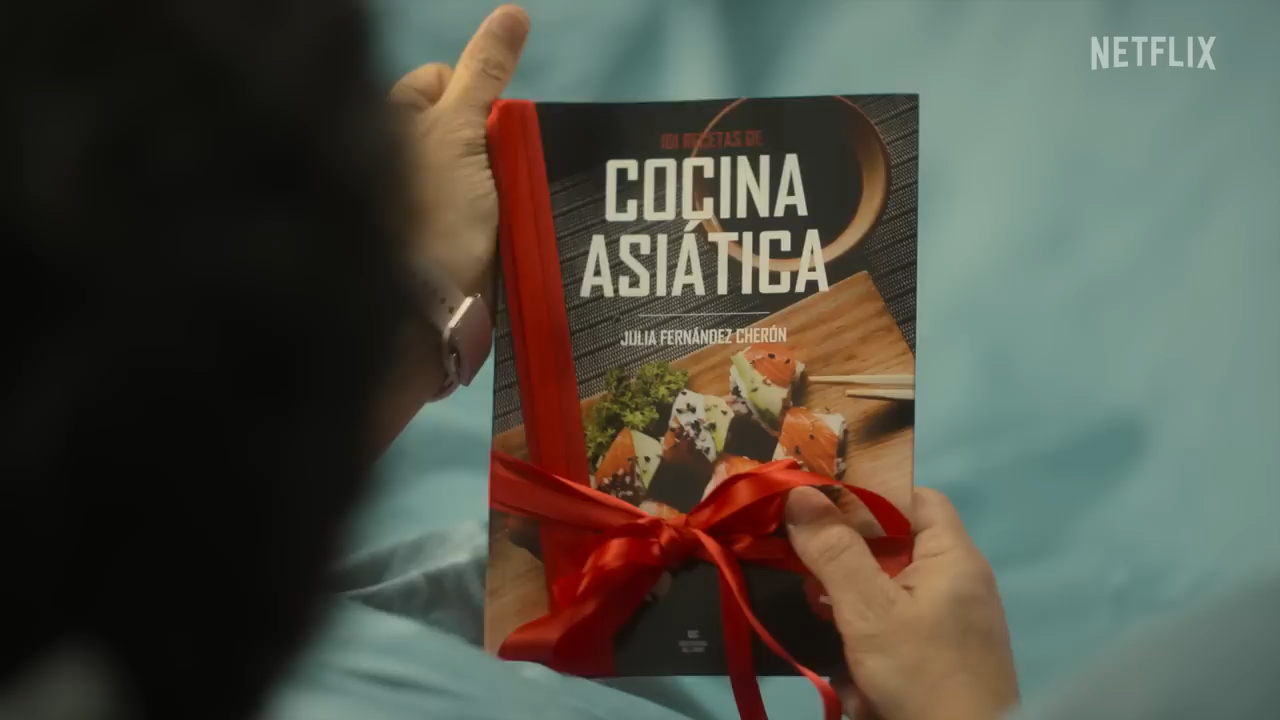 NETFLIX
101 RECETAS DE
COCINA
ASIÁTICA
JULIA FERNÁNDEZ CHERÓN